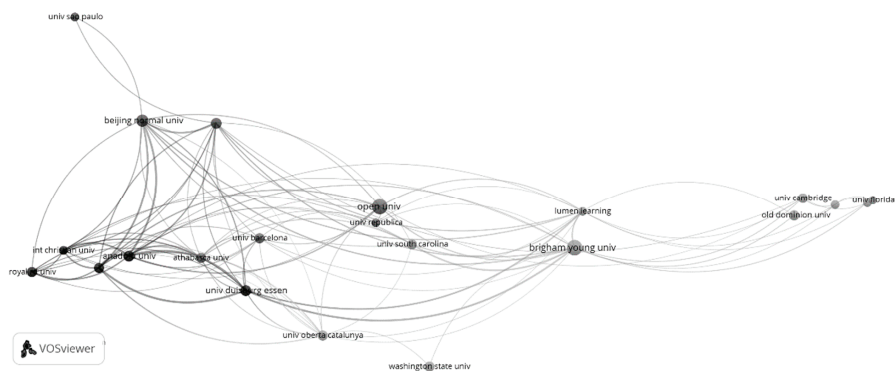 univ sao paulo
beijing normal univ
open univ
univ republica
lumen learning
univ cambridge
univ florida
old dominion univ
univ barcelona
univ south carolina
int christian univ
anadolu univ
athabasca univ
brigham young univ
royal univ
univ duisburg essen
univ oberta catalunya
VOSviewer
washington state univ